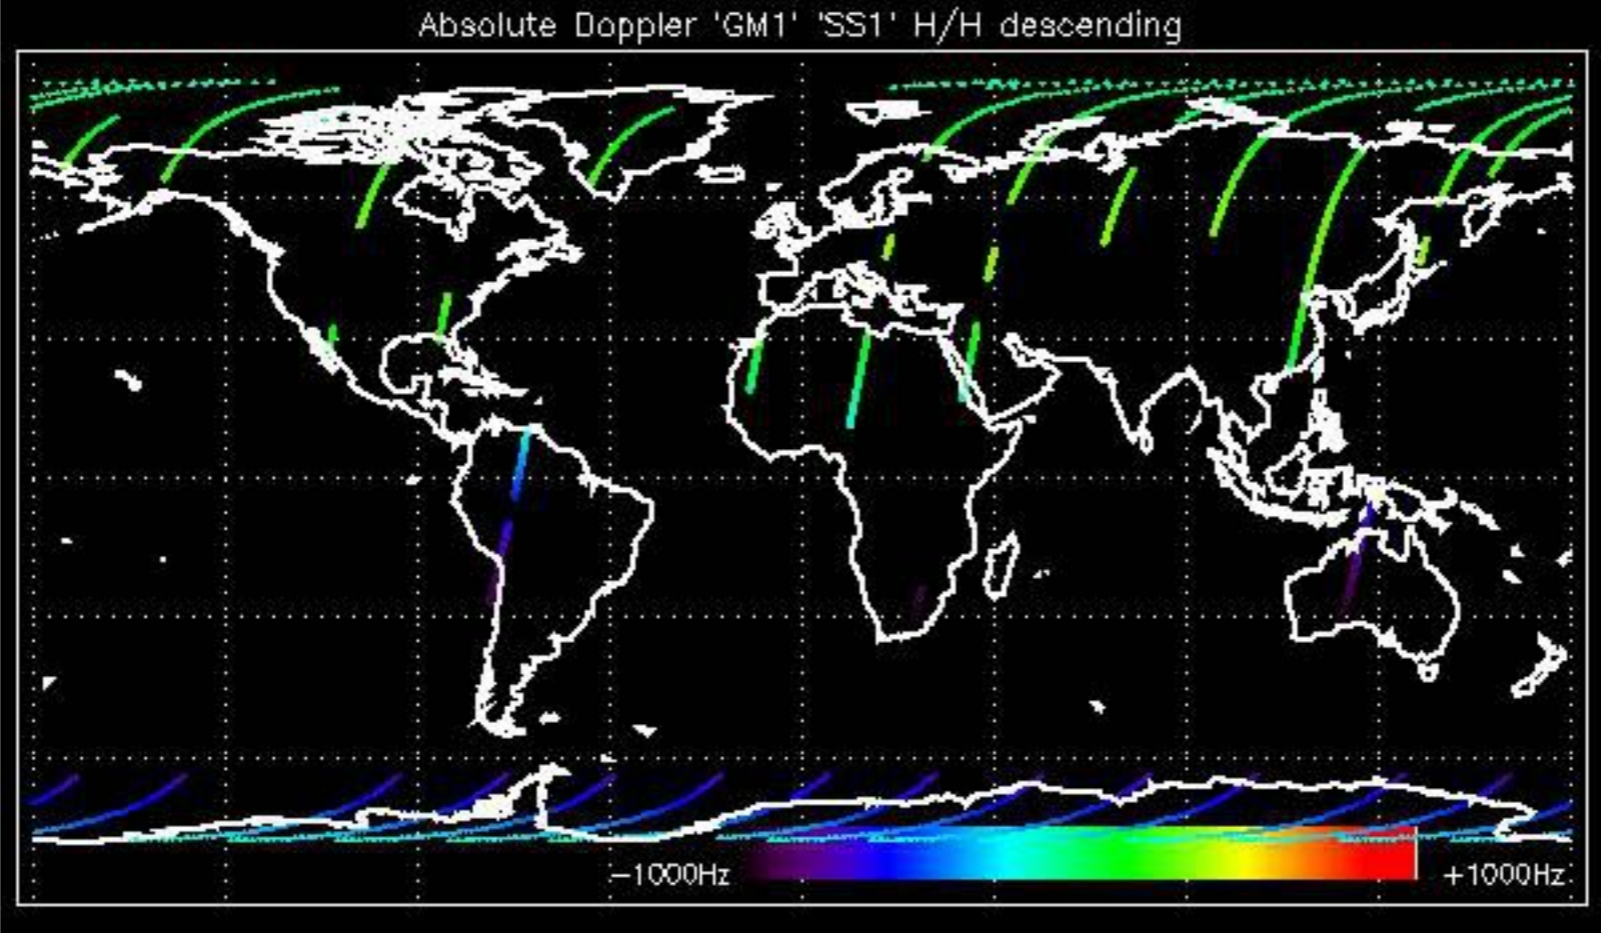 Absolute Doppler 'GM1' 'SS1' H/H descending
−1000Hz
+1000Hz